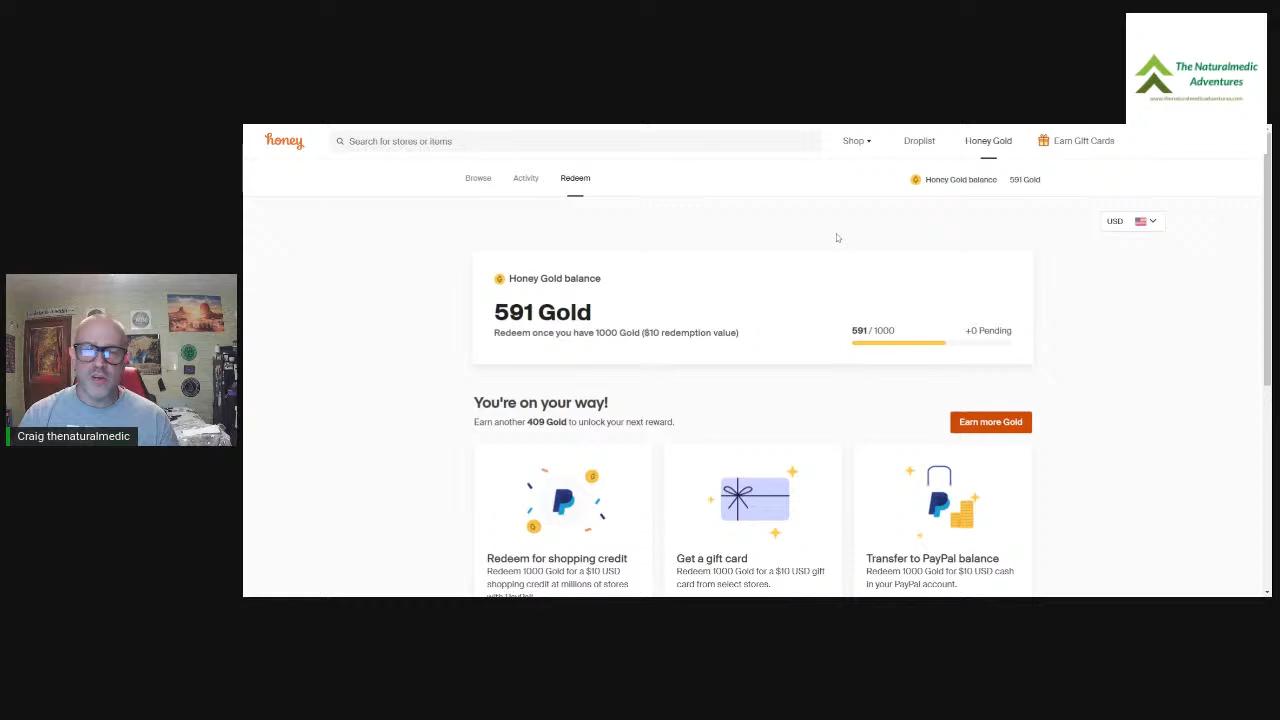 The Naturalmedic
Adventures
www.thenaturalmedicadventures.com
honey
Search for stores or items
Shop
Droplist
Honey Gold
Earn Gift Cards
Browse
Activity
Redeem
Honey Gold balance
591 Gold
USD
Honey Gold balance
591 Gold
Redeem once you have 1000 Gold ($10 redemption value)
591 / 1000
+0 Pending
You're on your way!
Earn another 409 Gold to unlock your next reward.
Earn more Gold
Redeem for shopping credit
Redeem 1000 Gold for a $10 USD
shopping credit at millions of stores
with PayPal.
Get a gift card
Redeem 1000 Gold for a $10 USD gift
card from select stores.
Transfer to PayPal balance
Redeem 1000 Gold for $10 USD cash
in your PayPal account.
Craig thenaturalmedic